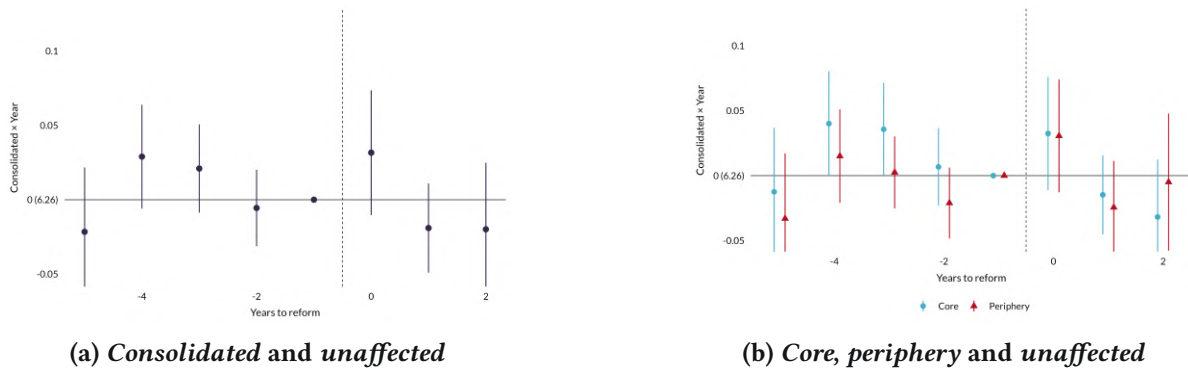 0.1
0.05
0 (6.26)
-0.05
Consolidated × Year
-4
-2
0
2
Years to reform
(a) Consolidated and unaffected
0.1
0.05
0 (6.26)
-0.05
Consolidated × Year
-4
-2
0
2
Years to reform
Core Periphery
(b) Core, periphery and unaffected